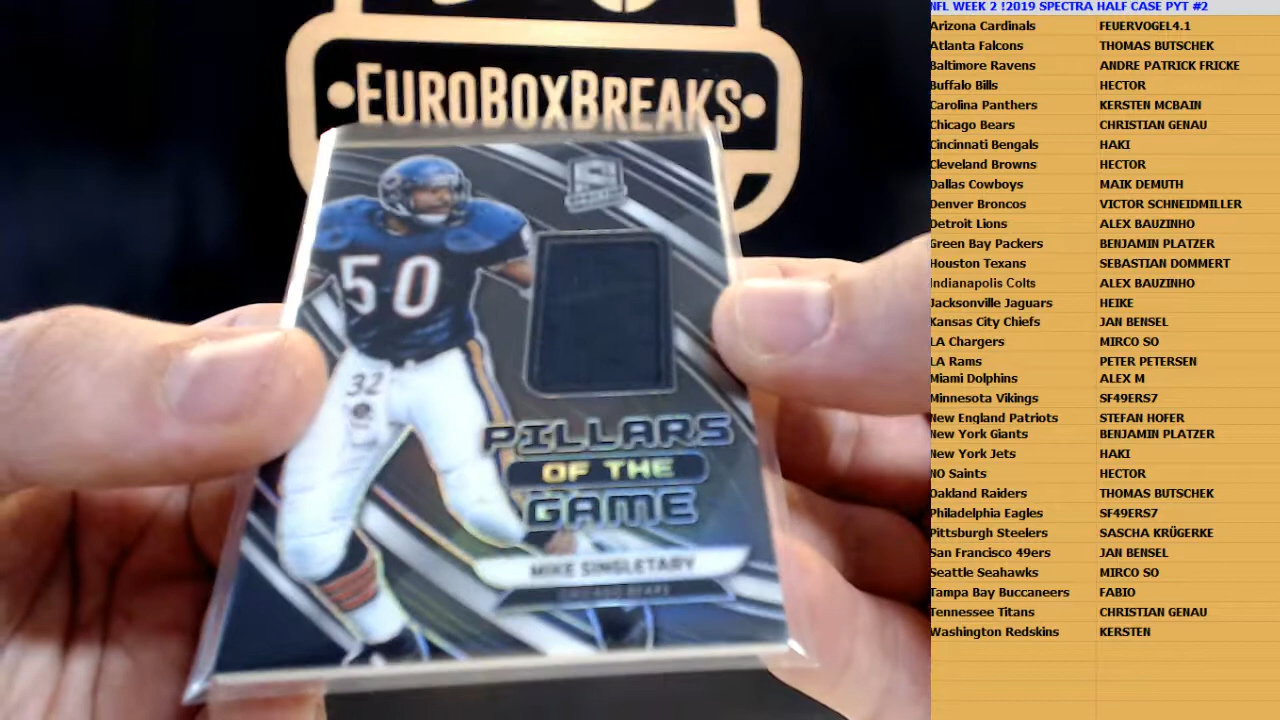 EUROBOXBREAKS
SPECTRA
50
32
PILLARS
OF THE
GAME
MIKE SINGLETARY
CHICAGO BEARS
NFL WEEK 2 !2019 SPECTRA HALF CASE PYT #2
Arizona Cardinals FEUERVOGEL4.1
Atlanta Falcons THOMAS BUTSCHEK
Baltimore Ravens ANDRE PATRICK FRICKE
Buffalo Bills HECTOR
Carolina Panthers KERSTEN MCBAIN
Chicago Bears CHRISTIAN GENAU
Cincinnati Bengals HAKI
Cleveland Browns HECTOR
Dallas Cowboys MAIK DEMUTH
Denver Broncos VICTOR SCHNEIDMILLER
Detroit Lions ALEX BAUZINHO
Green Bay Packers BENJAMIN PLATZER
Houston Texans SEBASTIAN DOMMERT
Indianapolis Colts ALEX BAUZINHO
Jacksonville Jaguars HEIKE
Kansas City Chiefs JAN BENSEL
LA Chargers MIRCO SO
LA Rams PETER PETERSEN
Miami Dolphins ALEX M
Minnesota Vikings SF49ERS7
New England Patriots STEFAN HOFER
New York Giants BENJAMIN PLATZER
New York Jets HAKI
NO Saints HECTOR
Oakland Raiders THOMAS BUTSCHEK
Philadelphia Eagles SF49ERS7
Pittsburgh Steelers SASCHA KRÜGERKE
San Francisco 49ers JAN BENSEL
Seattle Seahawks MIRCO SO
Tampa Bay Buccaneers FABIO
Tennessee Titans CHRISTIAN GENAU
Washington Redskins KERSTEN